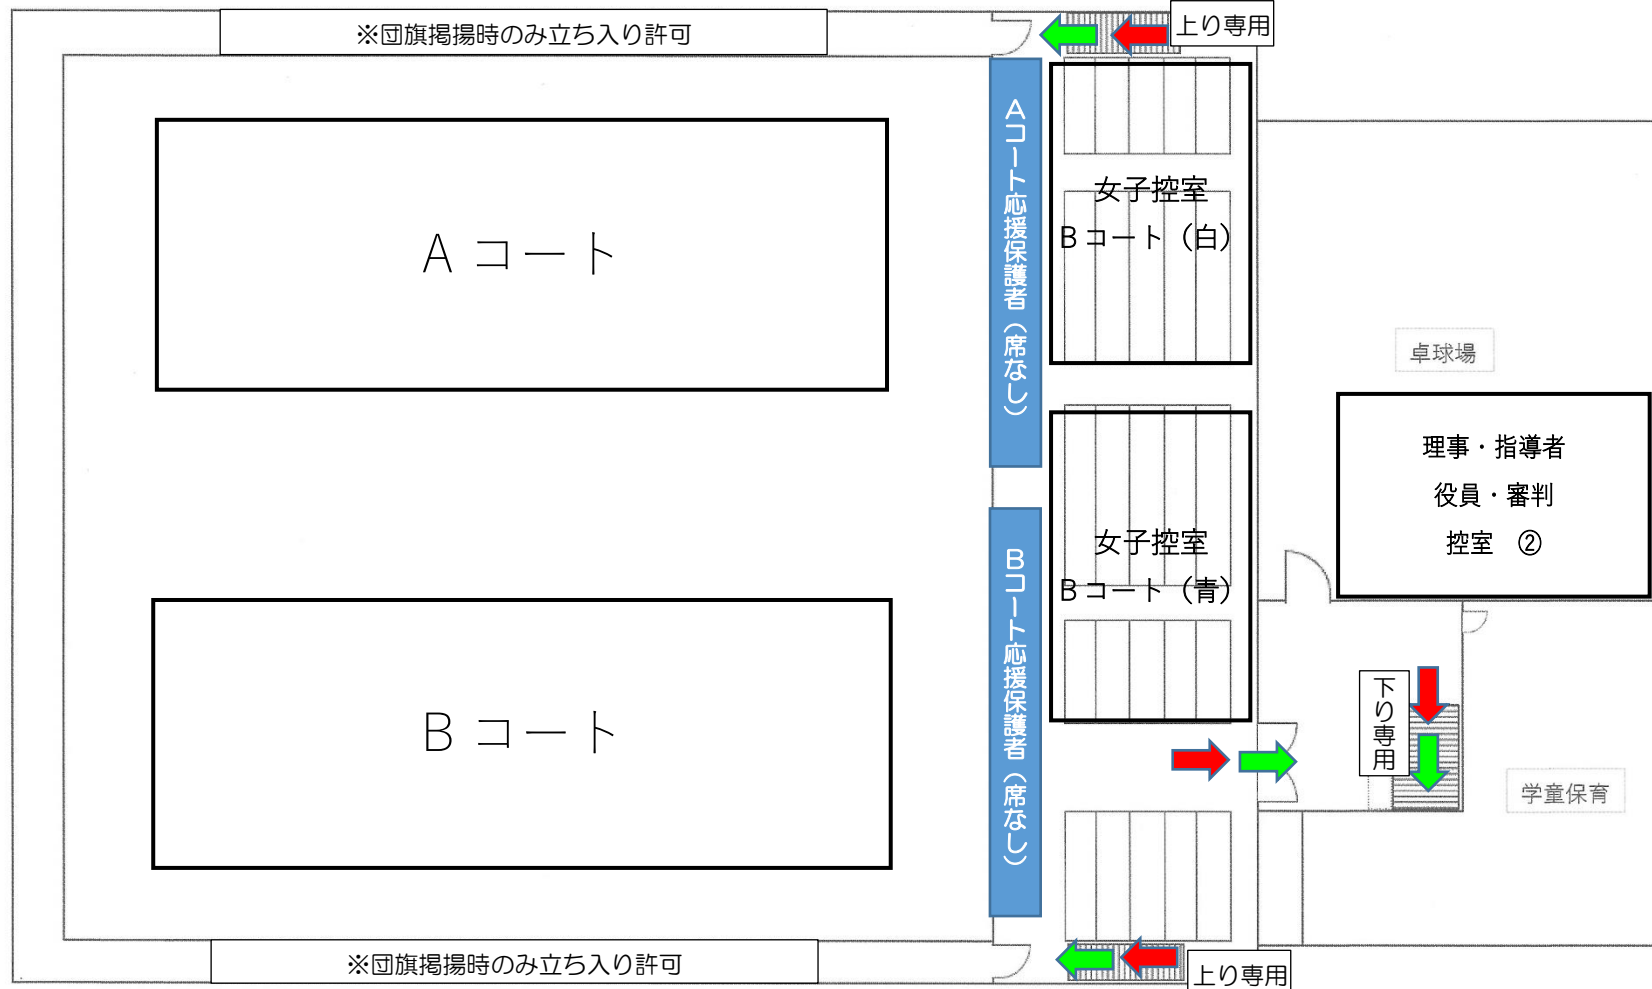 ※団旗掲揚時のみ立ち入り許可
上り専用
Aコート
Aコート応援保護者（席なし）
女子控室
Bコート（白）
卓球場
理事・指導者
役員・審判
控室　②
女子控室
Bコート（青）
Bコート
Bコート応援保護者（席なし）
下り専用
学童保育
※団旗掲揚時のみ立ち入り許可
上り専用